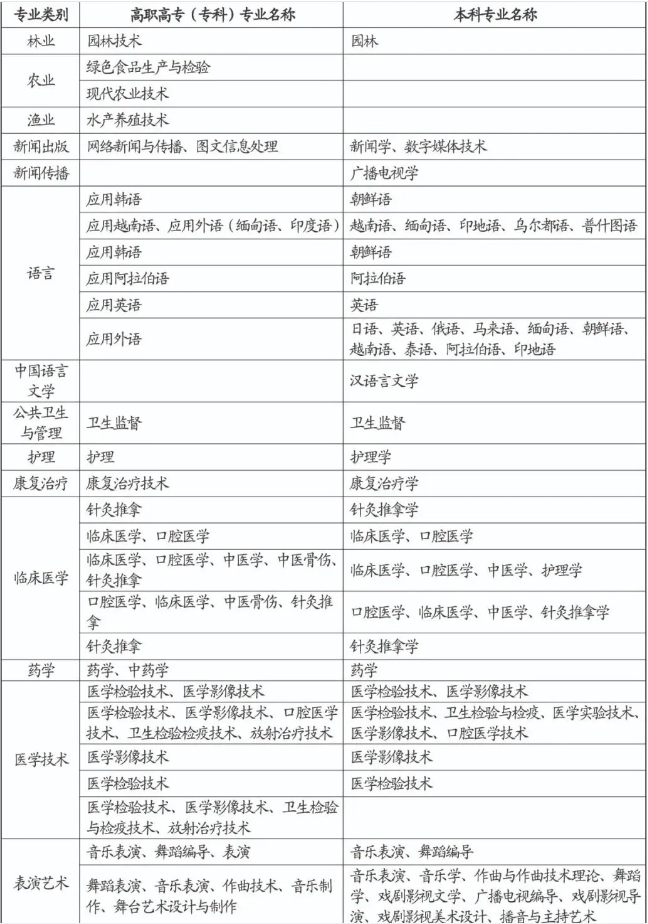 专业类别 高职高专（专科）专业名称 本科专业名称
林业 园林技术 园林
农业 绿色食品生产与检验
现代农业技术
渔业 水产养殖技术
新闻出版 网络新闻与传播、图文信息处理 新闻学、数字媒体技术
新闻传播 广播电视学
语言 应用韩语 朝鲜语
应用越南语、应用外语（缅甸语、印度语） 越南语、缅甸语、印地语、乌尔都语、普什图语
应用韩语 朝鲜语
应用阿拉伯语 阿拉伯语
应用英语 英语
应用外语 日语、英语、俄语、马来语、缅甸语、朝鲜语、
越南语、泰语、阿拉伯语、印地语
中国语言
文学
汉语言文学
公共卫生
与管理
卫生监督 卫生监督
护理 护理 护理学
康复治疗 康复治疗技术 康复治疗学
临床医学 针灸推拿 针灸推拿学
临床医学、口腔医学 临床医学、口腔医学
临床医学、口腔医学、中医学、中医骨伤、
针灸推拿
临床医学、口腔医学、中医学、护理学
口腔医学、临床医学、中医骨伤、针灸推
拿
口腔医学、临床医学、中医学、针灸推拿学
针灸推拿 针灸推拿学
药学 药学、中药学 药学
医学技术 医学检验技术、医学影像技术 医学检验技术、医学影像技术
医学检验技术、医学影像技术、口腔医学
技术、卫生检验检疫技术、放射治疗技术
医学检验技术、卫生检验与检疫、医学实验技术、
医学影像技术、口腔医学技术
医学影像技术 医学影像技术
医学检验技术 医学检验技术
医学检验技术、医学影像技术、卫生检验
与检疫技术、放射治疗技术
表演艺术 音乐表演、舞蹈编导、表演 音乐表演、舞蹈编导
舞蹈表演、音乐表演、作曲技术、音乐制
作、舞台艺术设计与制作
音乐表演、音乐学、作曲与作曲技术理论、舞蹈
学、戏剧影视文学、广播电视编导、戏剧影视导
演、戏剧影视美术设计、播音与主持艺术